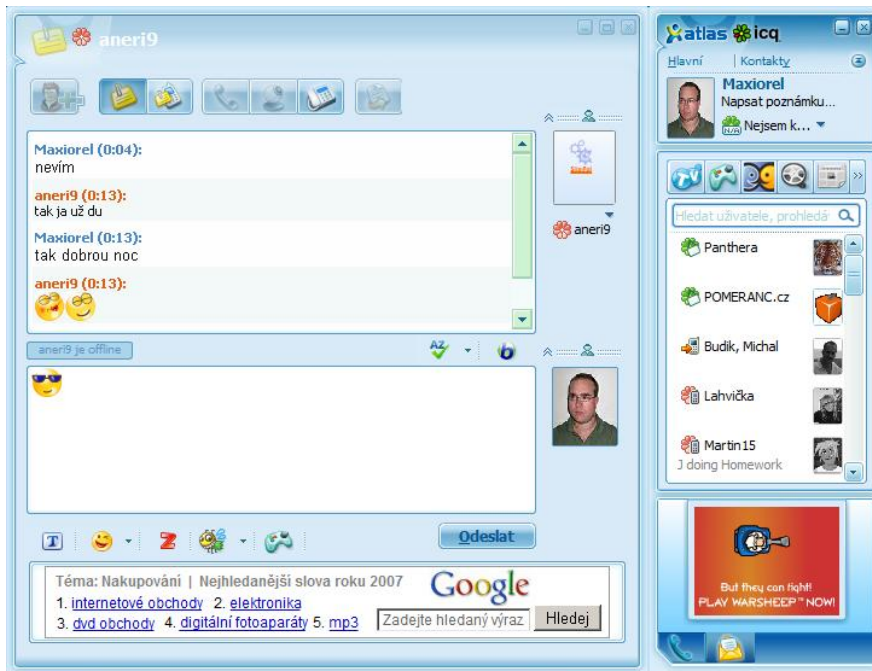 aneri9
Maxiorel (0:04):
nevím
aneri9 (0:13):
tak ja už du
Maxiorel (0:13):
tak dobrou noc
aneri9 (0:13):
aneri9
aneri9 je offline
AZ
b
T
Z
Odeslat
Téma: Nakupování | Nejhledanější slova roku 2007
1. internetové obchody 2. elektronika
3. dvd obchody 4. digitální fotoaparáty 5. mp3
Google
Zadejte hledaný výraz
Hledej
atlas icq
Hlavní | Kontakty
Maxiorel
Napsat poznámku...
N/A Nejsem k...
TV
Hledat uživatele, prohledá
Panthera
POMERANC.cz
Budik, Michal
Lahvička
Martin15
J doing Homework
But they can fight!
PLAY WARSHEEP™ NOW!